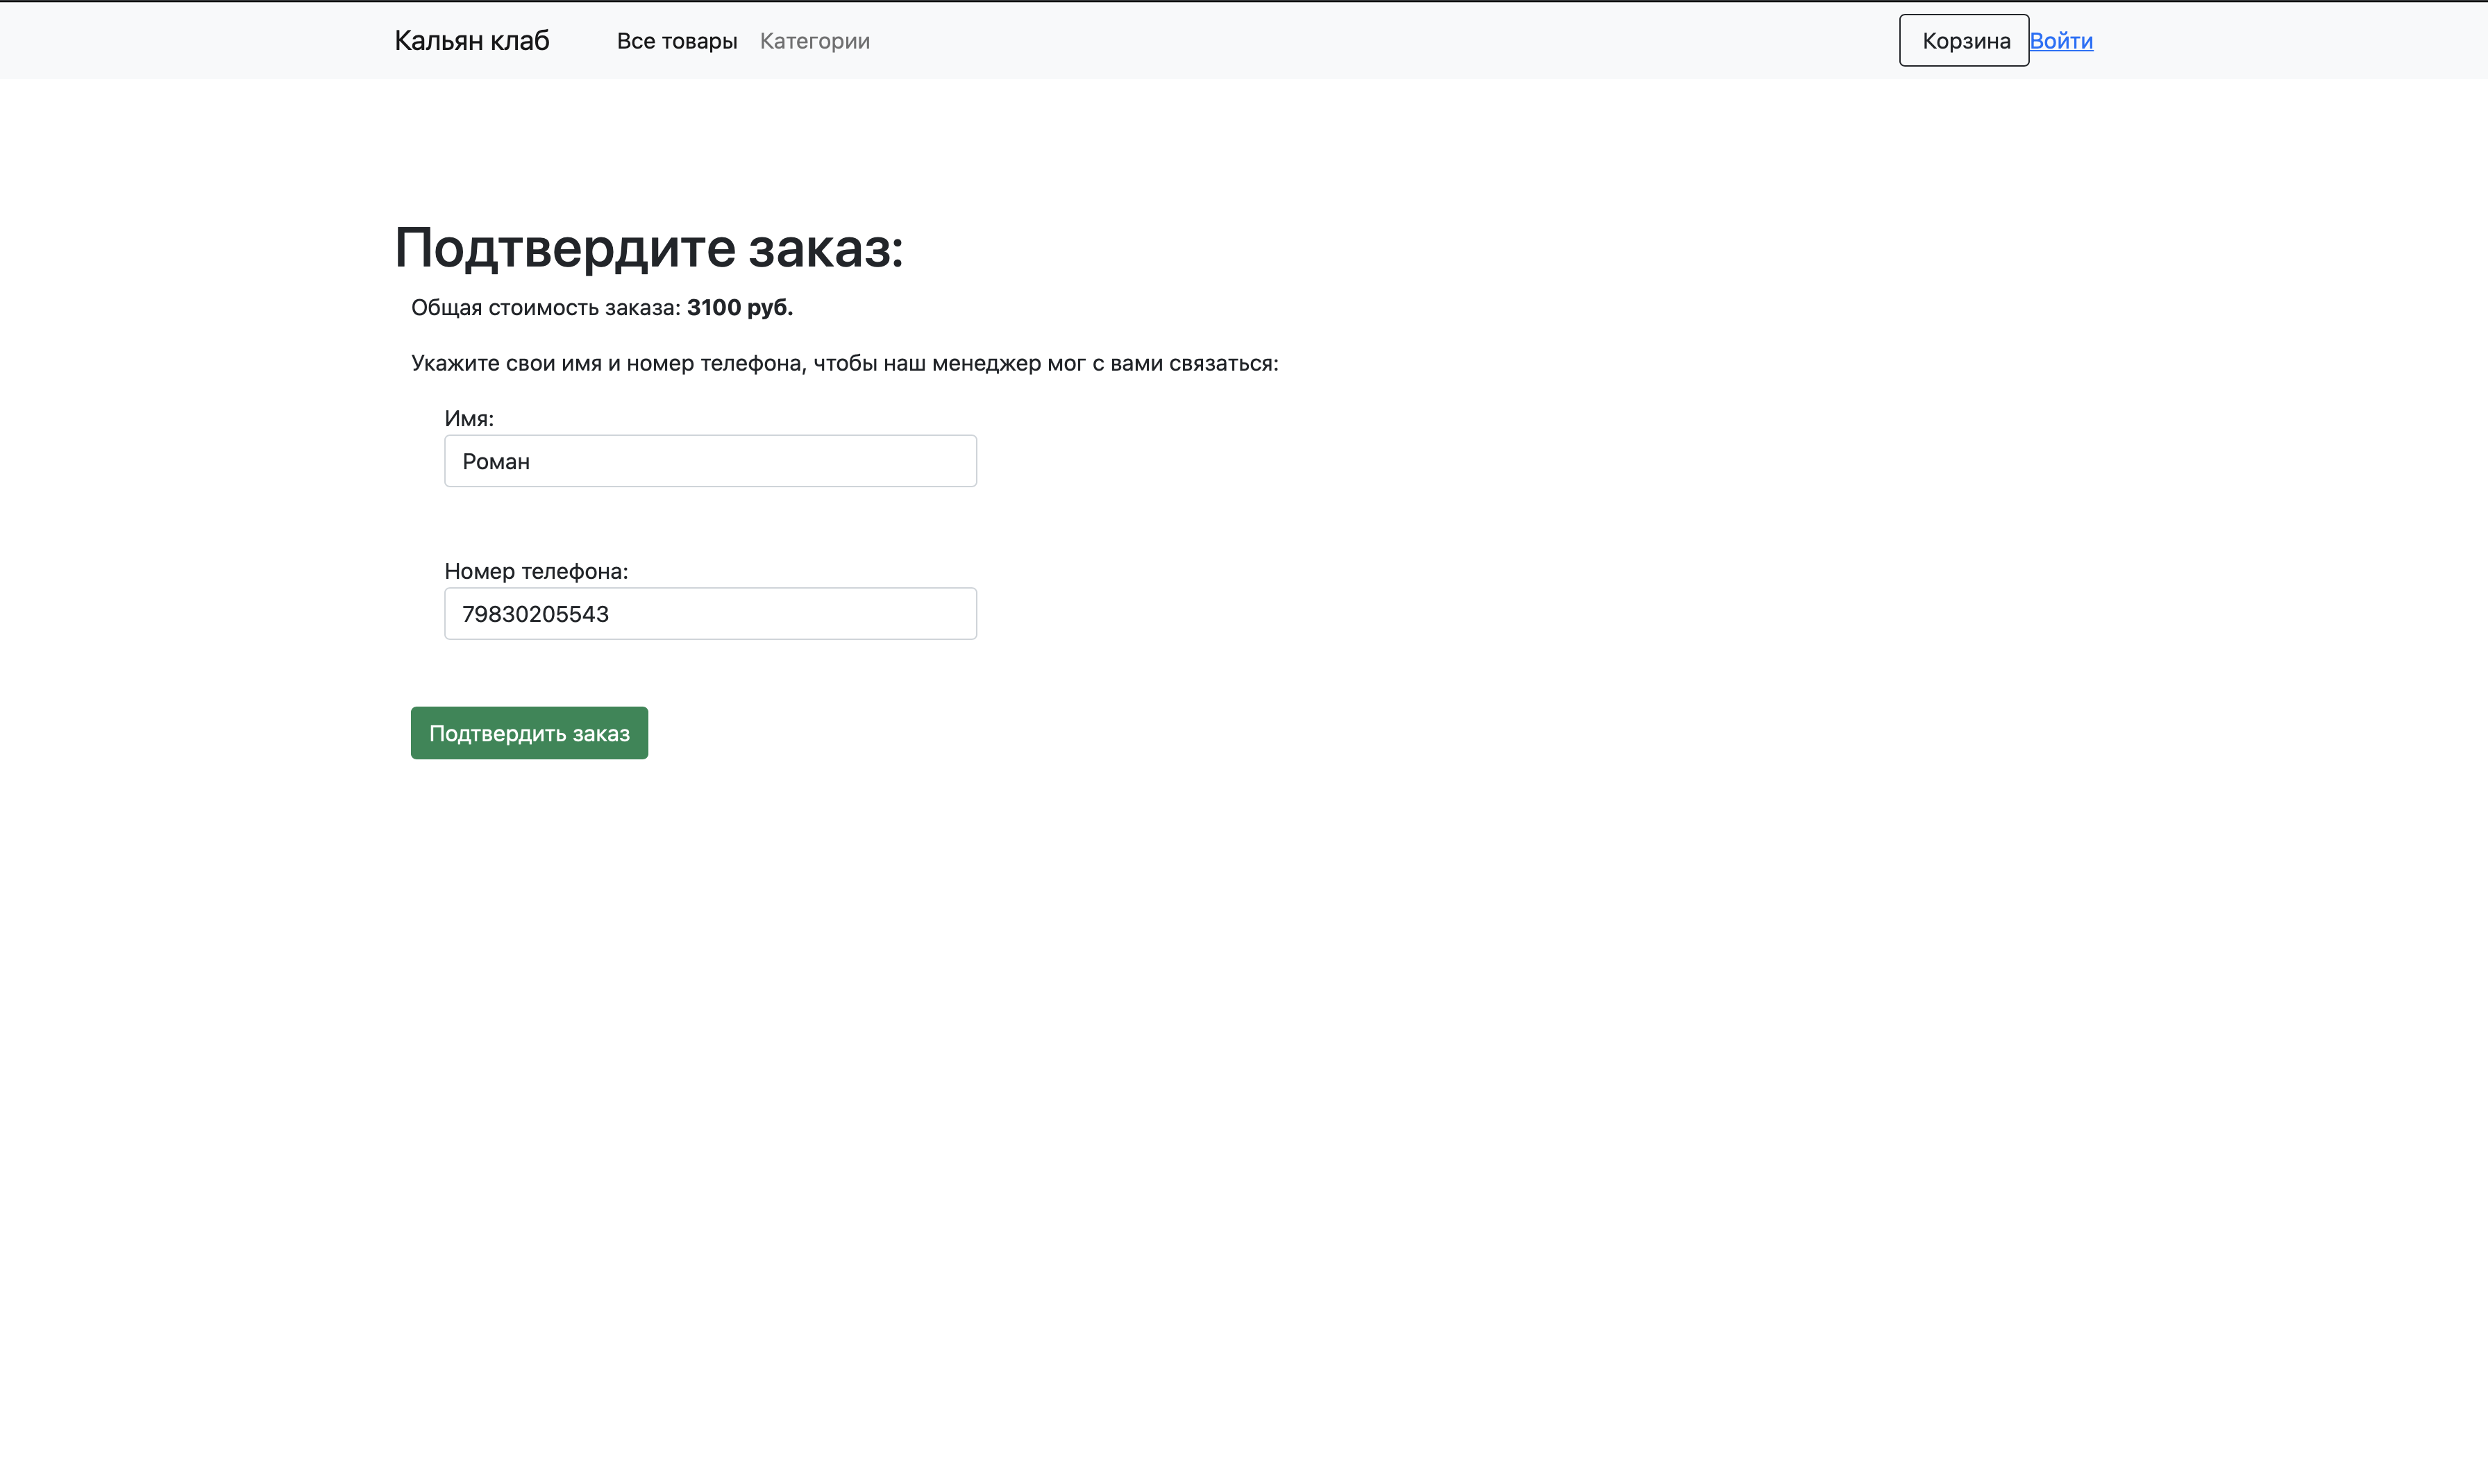 Кальян клаб Все товары Категории Корзина Войти
Подтвердите заказ:
Общая стоимость заказа: 3100 руб.
Укажите свои имя и номер телефона, чтобы наш менеджер мог с вами связаться:
Имя:
Роман
Номер телефона:
79830205543
Подтвердить заказ